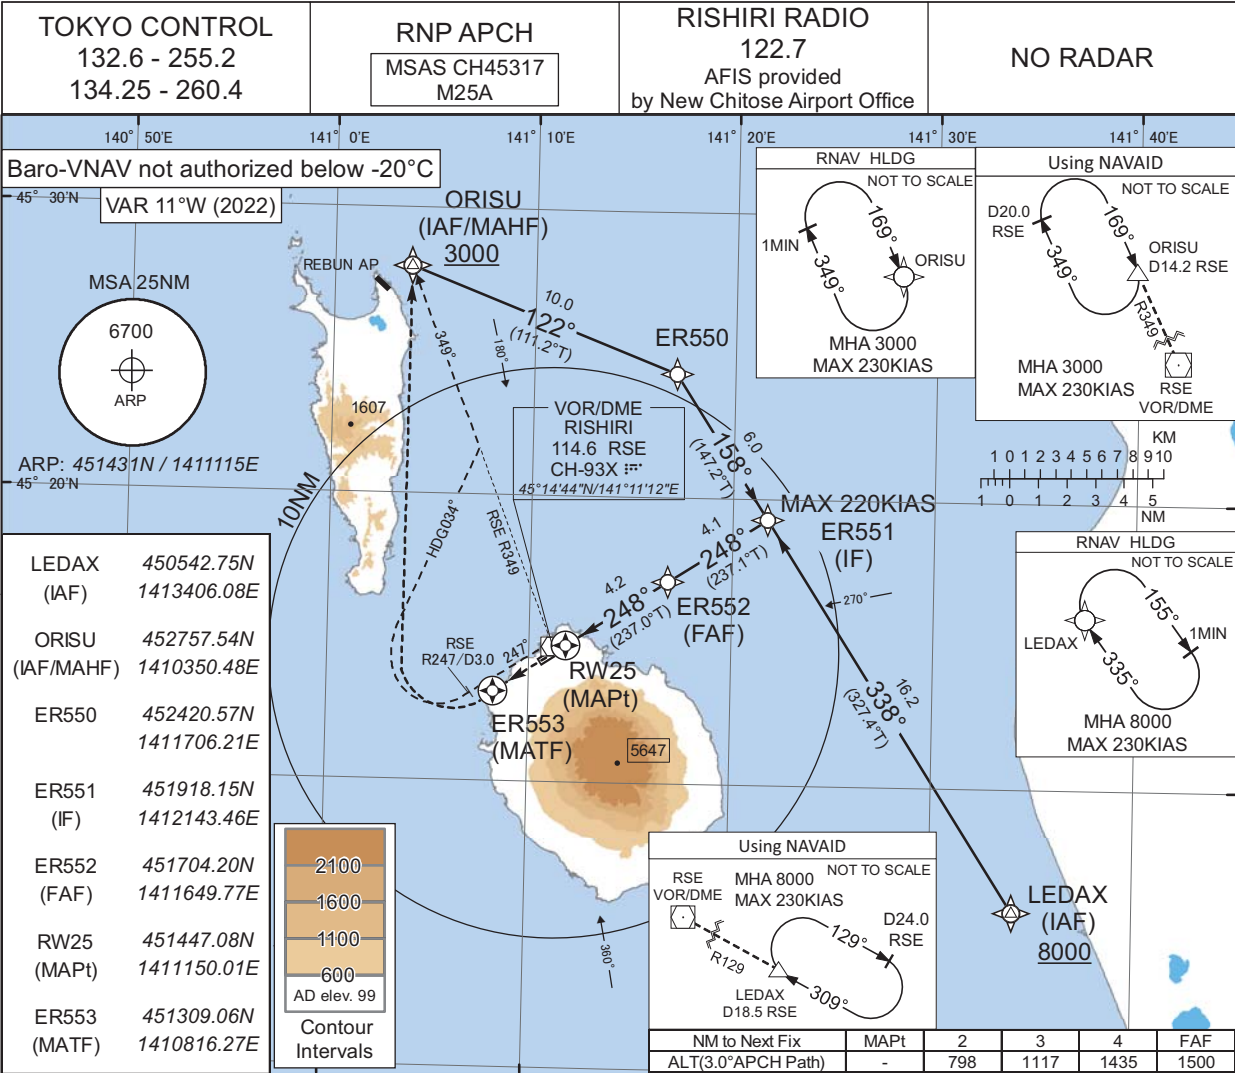 TOKYO CONTROL
132.6 - 255.2
134.25 - 260.4
RNP APCH
MSAS CH45317
M25A
RISHIRI RADIO
122.7
AFIS provided
by New Chitose Airport Office
NO RADAR
140° 50'E
141° 0'E
141° 10'E
141° 20'E
141° 30'E
141° 40'E
Baro-VNAV not authorized below -20°C
45° 30'N
VAR 11°W (2022)
ORISU
(IAF/MAHF)
3000
REBUN AP
MSA 25NM
6700
ARP
ARP: 451431N / 1411115E
45° 20'N
1607
10.0
122°
(111.2°T)
ER550
349°
180°
VOR/DME
RISHIRI
114.6 RSE
CH-93X
45°14'44"N/141°11'12"E
6.0
158°
(147.2°T)
10NM
HDG034°
RSE R349
MAX 220KIAS
ER551
(IF)
4.1
248°
(237.1°T)
4.2
248°
(237.0°T)
ER552
(FAF)
270°
RSE
R247/D3.0
247°
RW25
(MAPt)
ER553
(MATF)
5647
16.2
338°
(327.4°T)
LEDAX
(IAF)
8000
360°
RNAV HLDG
NOT TO SCALE
169°
1MIN
349°
ORISU
MHA 3000
MAX 230KIAS
Using NAVAID
NOT TO SCALE
D20.0
RSE
169°
349°
ORISU
D14.2 RSE
R349
MHA 3000
MAX 230KIAS
RSE
VOR/DME
KM
1 0 1 2 3 4 5 6 7 8 9 10
1 0 1 2 3 4 5
NM
RNAV HLDG
NOT TO SCALE
155°
1MIN
LEDAX
335°
MHA 8000
MAX 230KIAS
LEDAX 450542.75N
(IAF) 1413406.08E
ORISU 452757.54N
(IAF/MAHF) 1410350.48E
ER550 452420.57N
1411706.21E
ER551 451918.15N
(IF) 1412143.46E
ER552 451704.20N
(FAF) 1411649.77E
RW25 451447.08N
(MAPt) 1411150.01E
ER553 451309.06N
(MATF) 1410816.27E
2100
1600
1100
600
AD elev. 99
Contour
Intervals
Using NAVAID
NOT TO SCALE
RSE
VOR/DME
MHA 8000
MAX 230KIAS
D24.0
RSE
129°
R129
309°
LEDAX
D18.5 RSE
NM to Next Fix MAPt 2 3 4 FAF
ALT(3.0°APCH Path) - 798 1117 1435 1500